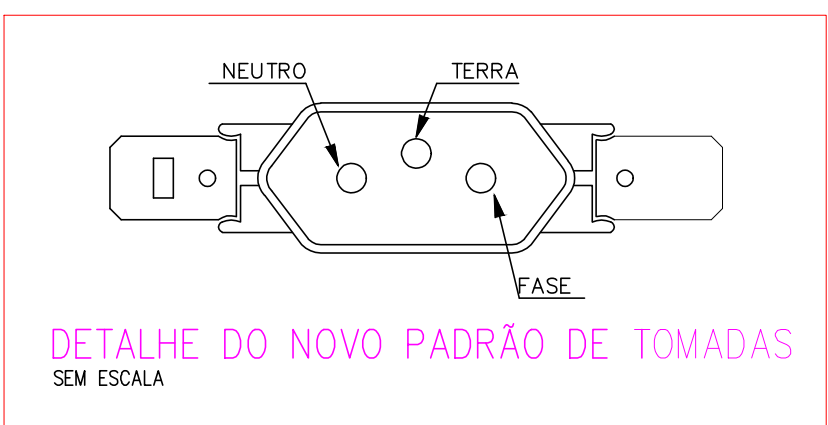 NEUTRO
TERRA
FASE
DETALHE DO NOVO PADRÃO DE TOMADAS
SEM ESCALA